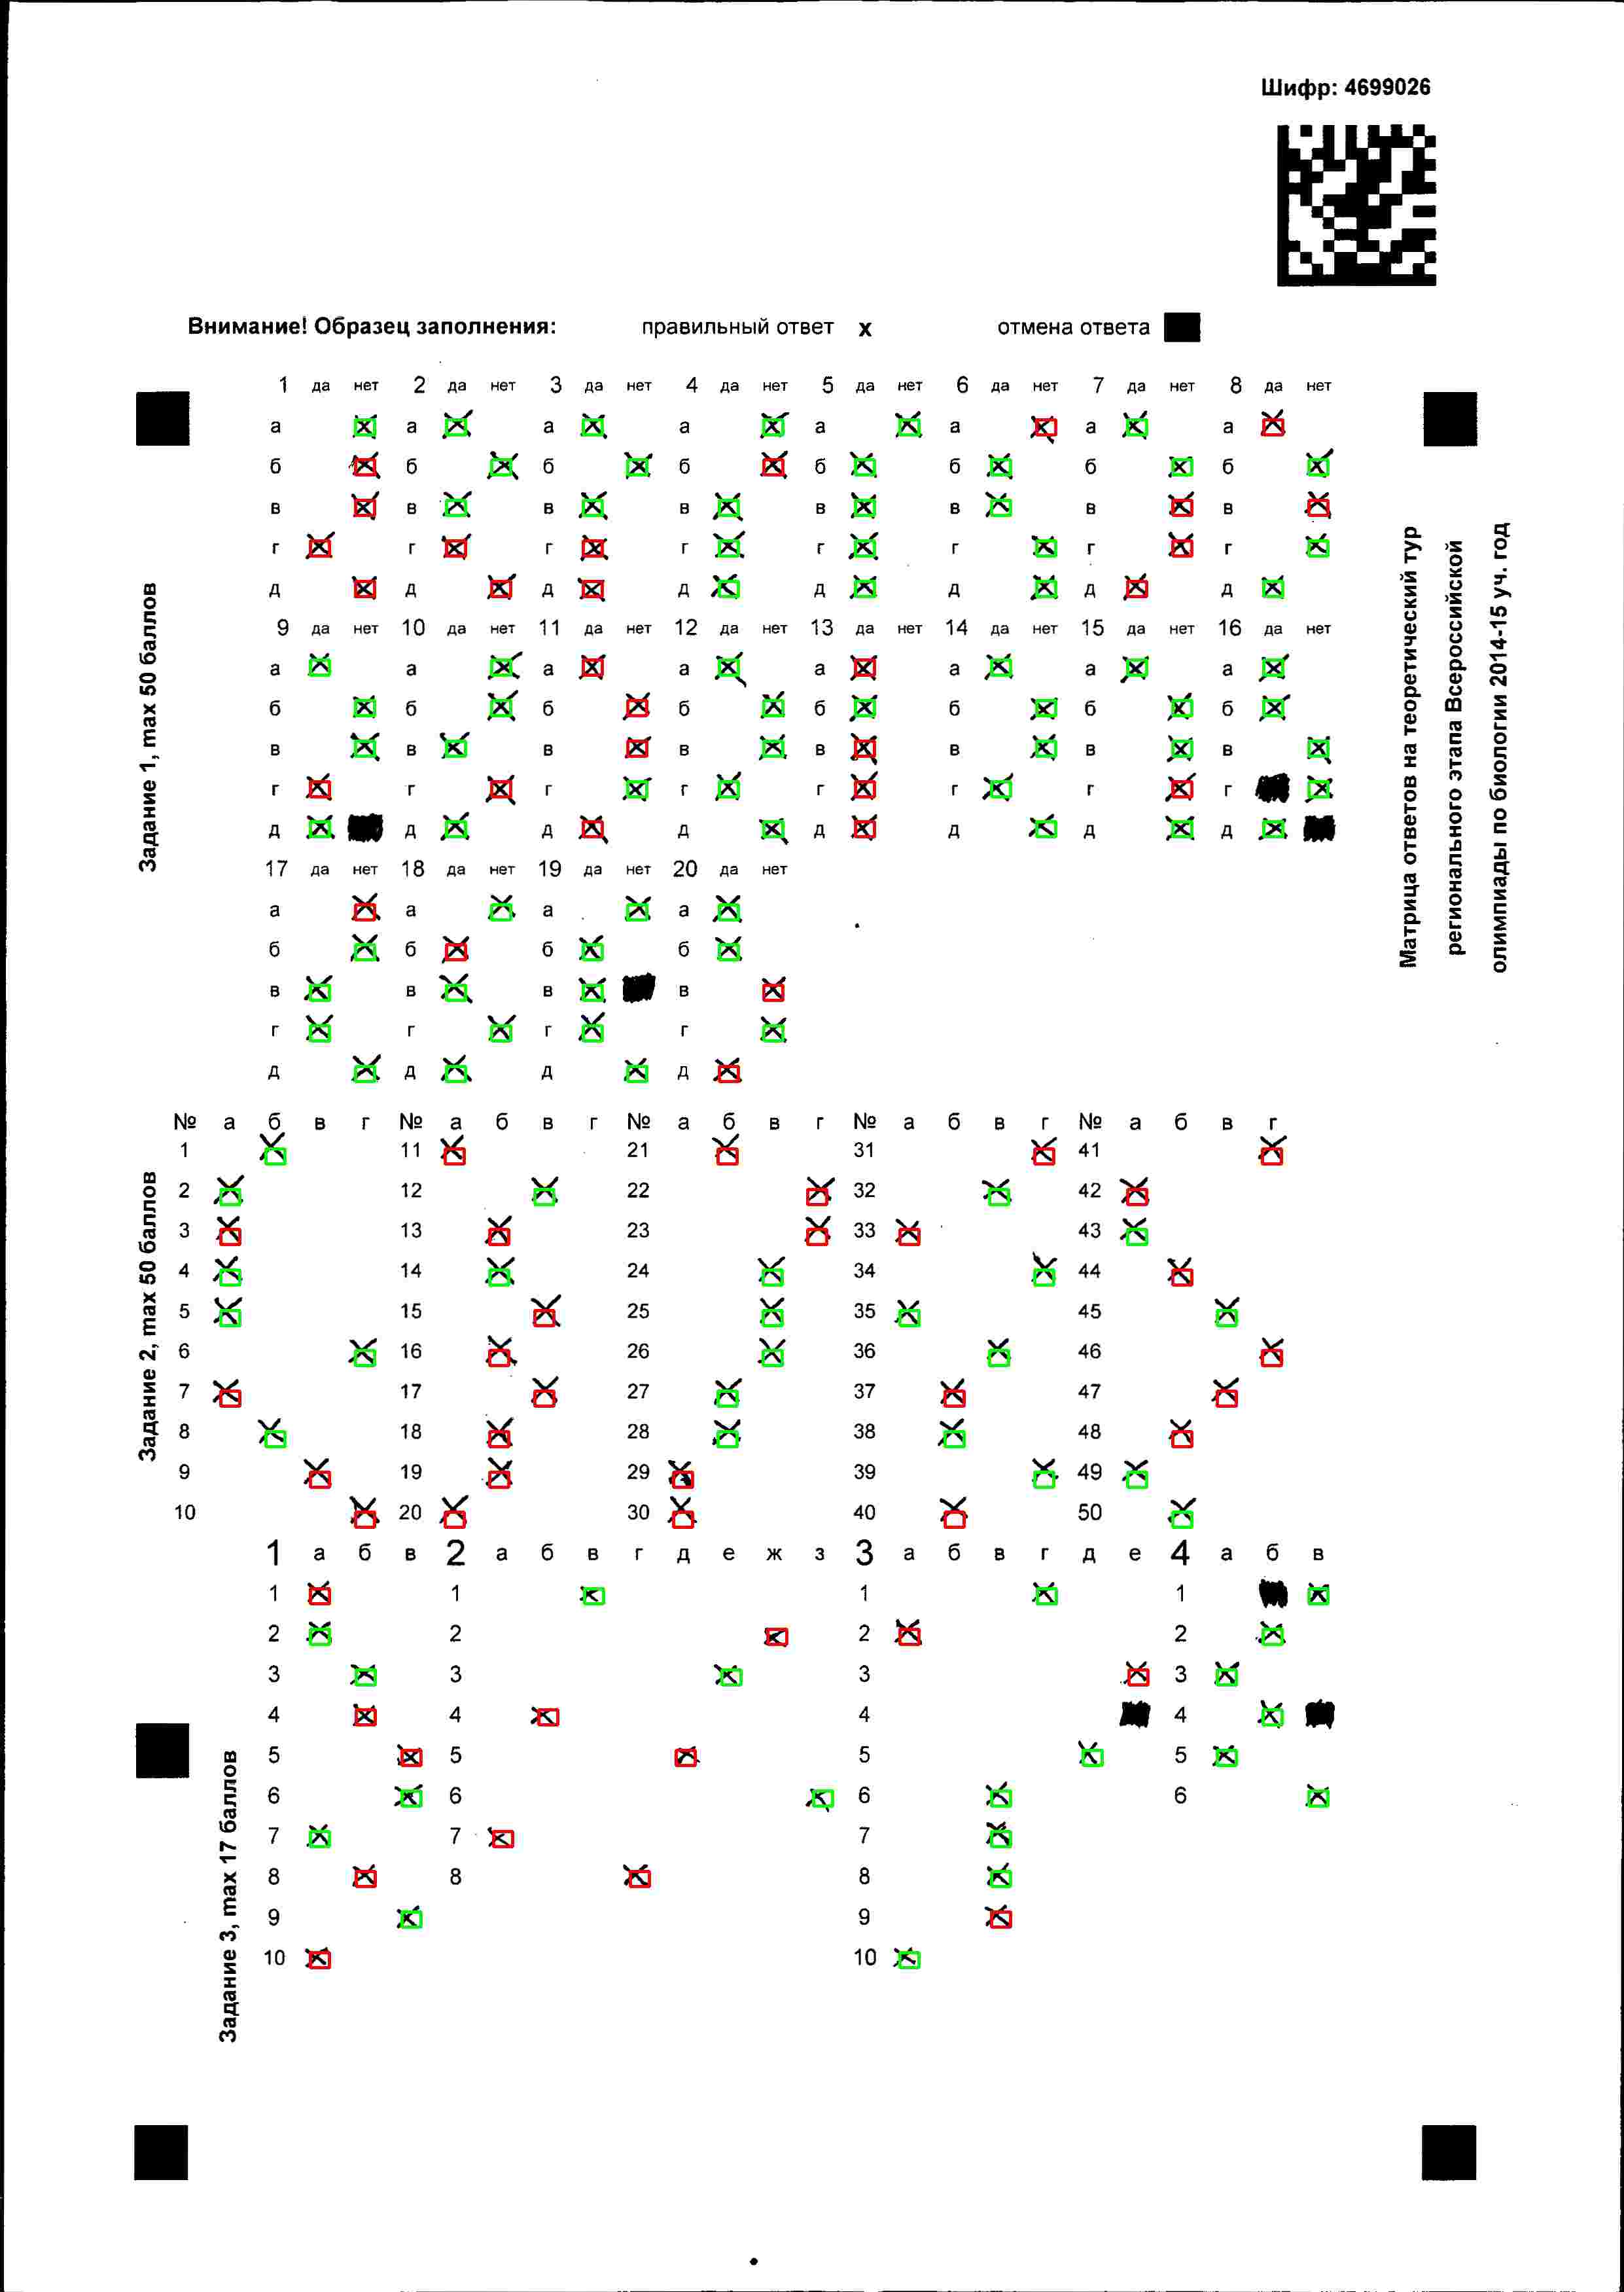 Шифр: 4699026
Внимание! Образец заполнения: правильный ответ х отмена ответа
Матрица ответов на теоретический тур
регионального этапа Всероссийской
олимпиады по биологии 2014-15 уч. год
Задание 1, max 50 баллов
1 да нет 2 да нет 3 да нет 4 да нет 5 да нет 6 да нет 7 да нет 8 да нет
а а а а а а а а
б б б б б б б б
в в в в в в в в
г г г г г г г г
д д д д д д д д
9 да нет 10 да нет 11 да нет 12 да нет 13 да нет 14 да нет 15 да нет 16 да нет
а а а а а а а а
б б б б б б б б
в в в в в в в в
г г г г г г г г
д д д д д д д д
17 да нет 18 да нет 19 да нет 20 да нет
а а а а
б б б б
в в в в
г г г г
д д д д
Задание 2, max 50 баллов
№ а б в г № а б в г № а б в г № а б в г № а б в г
1 11 21 31 41
2 12 22 32 42
3 13 23 33 43
4 14 24 34 44
5 15 25 35 45
6 16 26 36 46
7 17 27 37 47
8 18 28 38 48
9 19 29 39 49
10 20 30 40 50
Задание 3, max 17 баллов
1 а б в 2 а б в г д е ж з 3 а б в г д е 4 а б в
1 1 1 1
2 2 2 2
3 3 3 3
4 4 4 4
5 5 5 5
6 6 6 6
7 7 7
8 8 8
9 9
10 10